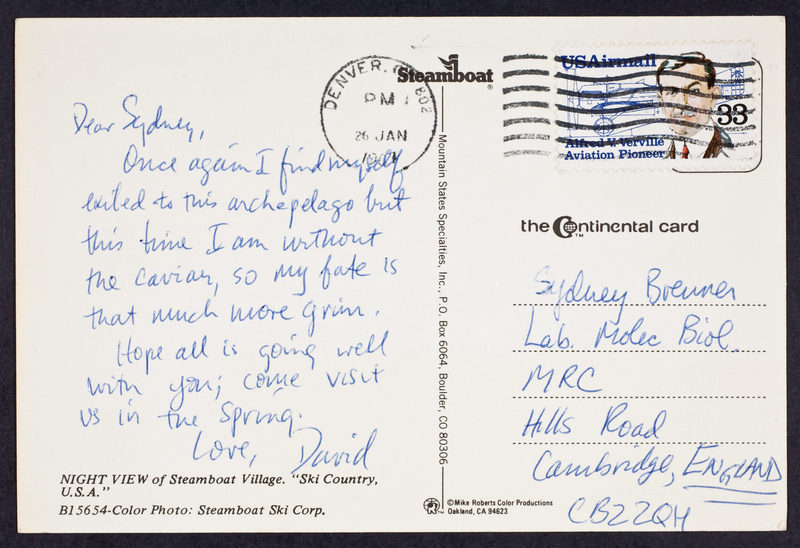 Dear Sydney,
Once again I find myself
exiled to this archepelago but
this time I am without
the caviar, so my fate is
that much more grim.
Hope all is going well
with you; come visit
us in the Spring.
Love, David
NIGHT VIEW of Steamboat Village. "Ski Country,
U.S.A."
B15654-Color Photo: Steamboat Ski Corp.
DENVER, 802
PM
26 JAN
Steamboat®
Mountain States Specialties, Inc., P.O. Box 6064, Boulder, CO 80306
©Mike Roberts Color Productions
Oakland, CA 94623
USAirmail
33
Alfred V. Verville
Aviation Pioneer
the Continental card
TM
Sydney Brenner
Lab. Molec Biol.
MRC
Hills Road
Cambridge, ENGLAND
CB22QH